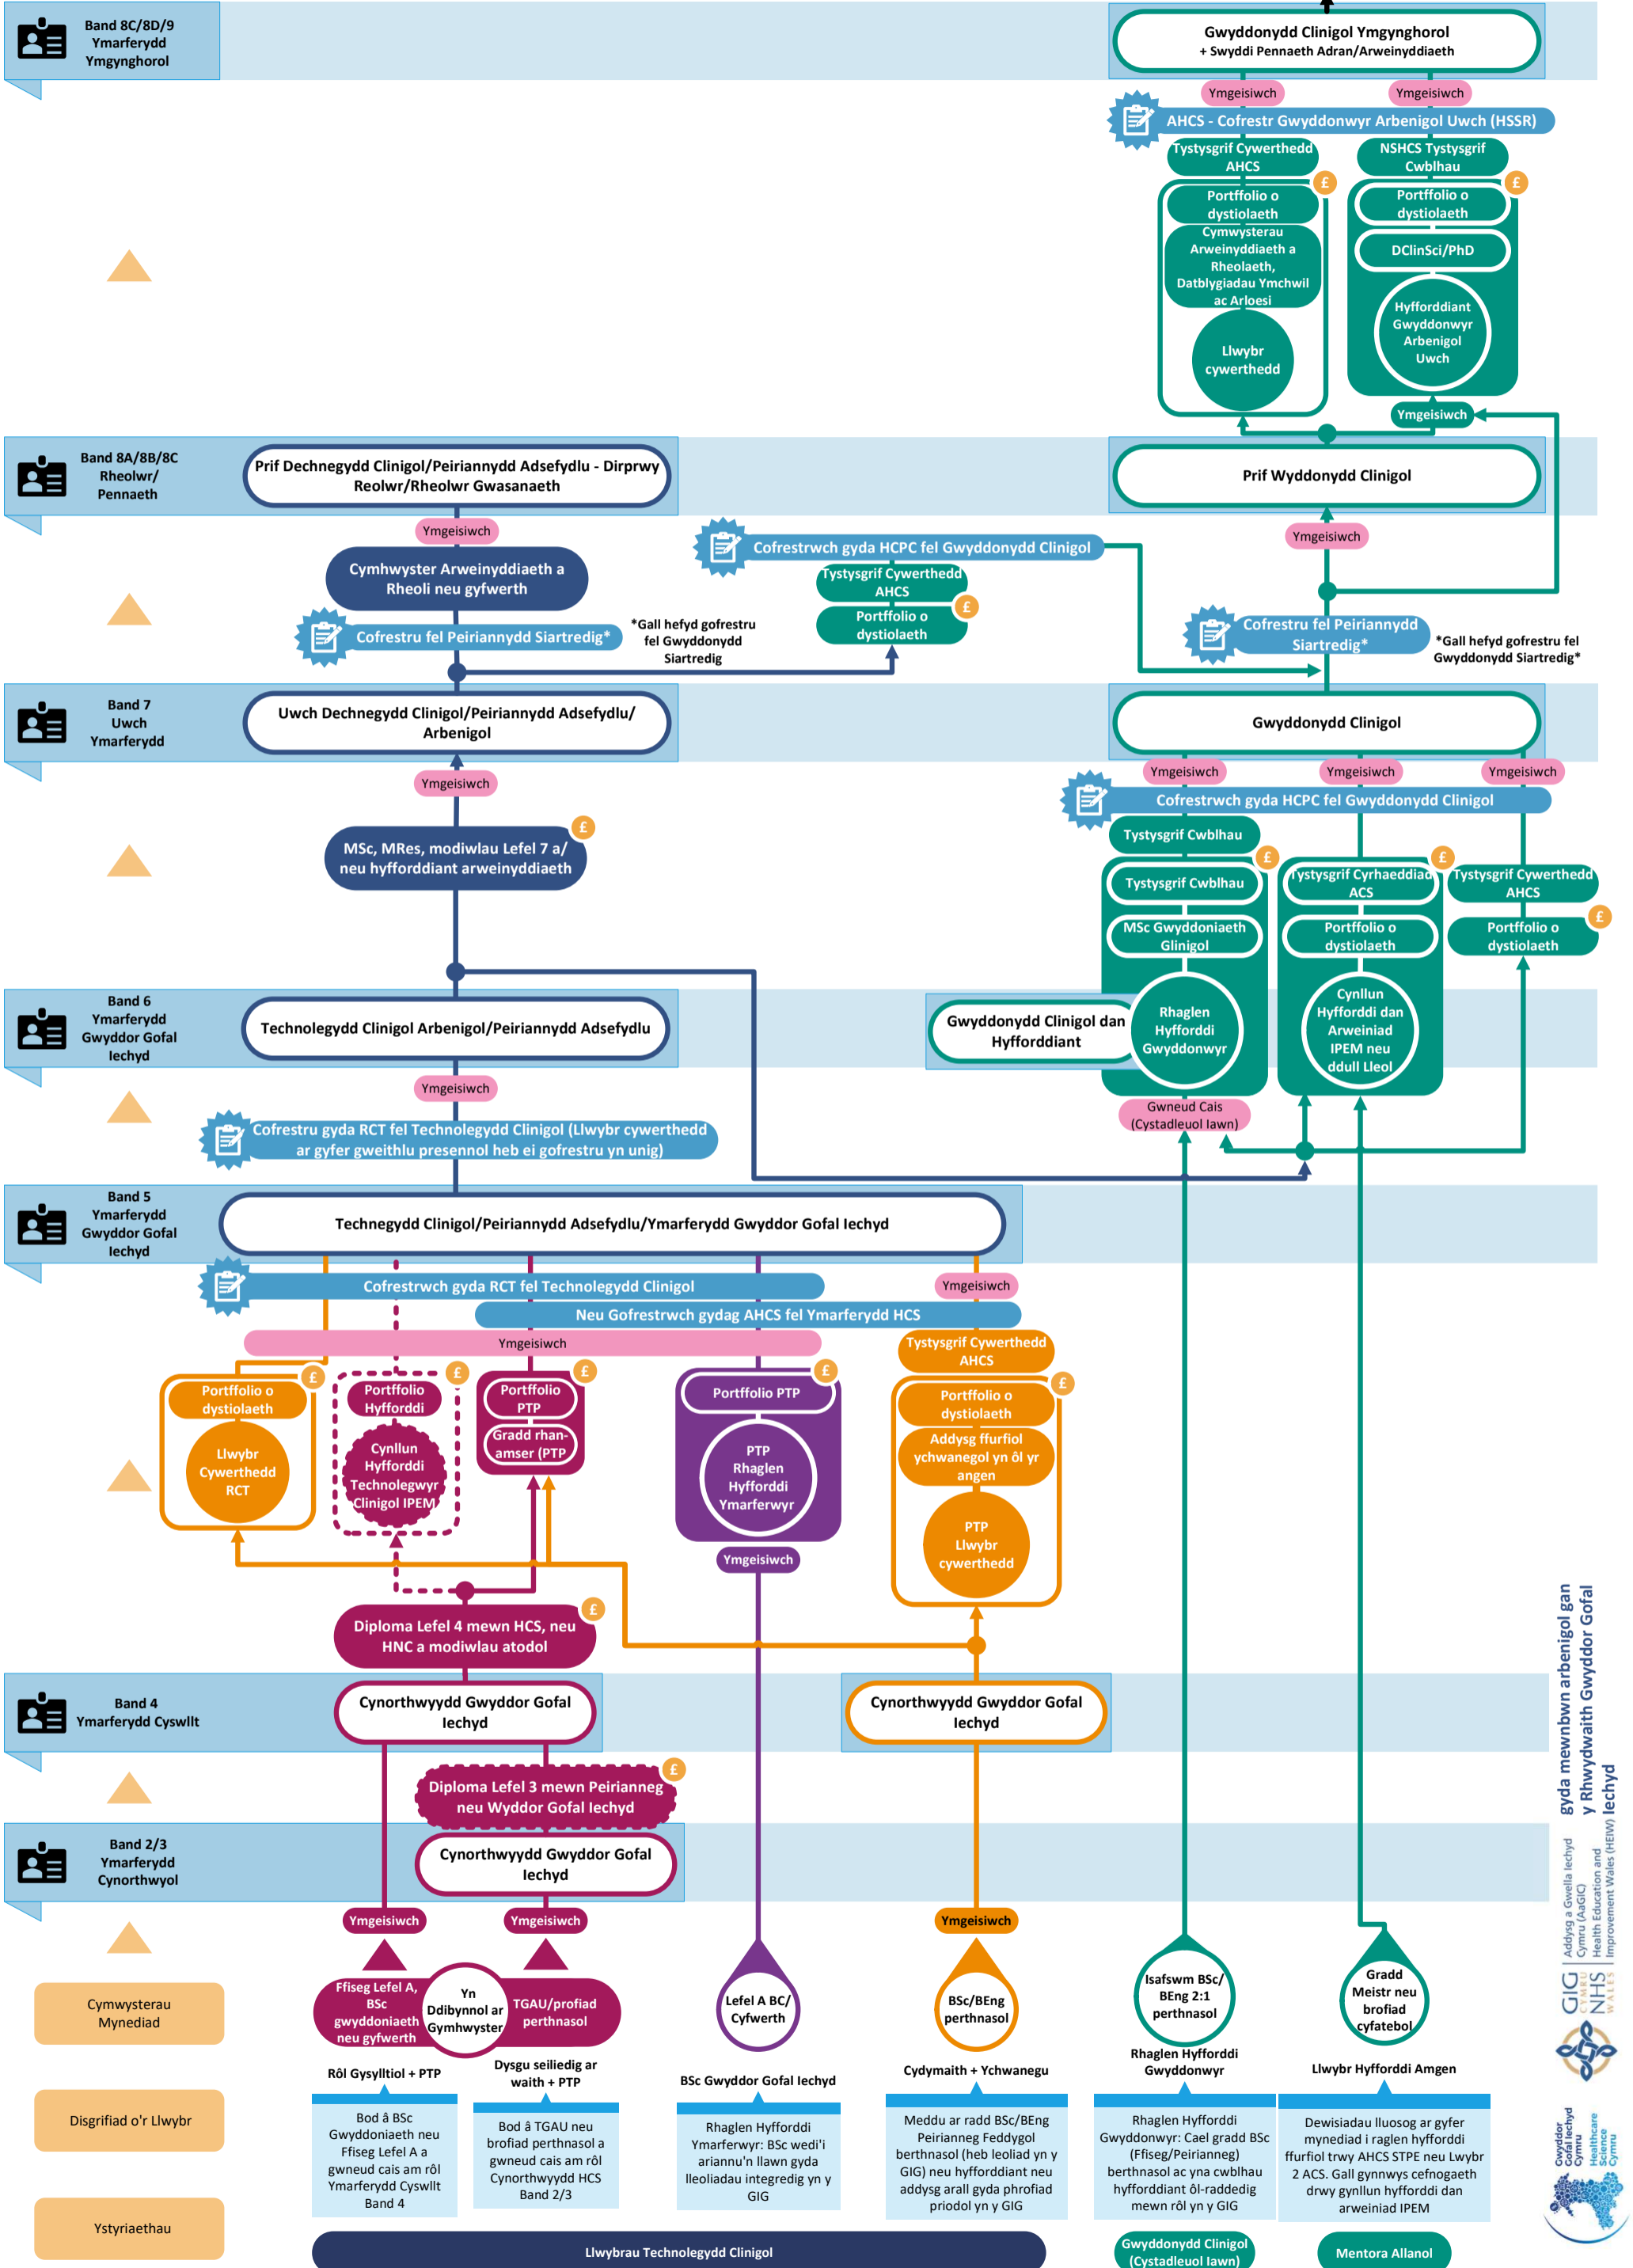 Band 8C/8D/9
Ymarferydd
Ymgynghorol
Gwyddonydd Clinigol Ymgynghorol
+ Swyddi Pennaeth Adran/Arweinyddiaeth
Ymgeisiwch
Ymgeisiwch
AHCS - Cofrestr Gwyddonwyr Arbenigol Uwch (HSSR)
Tystysgrif Cywerthedd
AHCS
NSHCS Tystysgrif
Cwblhau
£
£
Portffolio o
dystiolaeth
Cymwysterau
Arweinyddiaeth a
Rheolaeth,
Datblygiadau Ymchwil
ac Arloesi
Llwybr
cywerthedd
Portffolio o
dystiolaeth
DClinSci/PhD
Hyfforddiant
Gwyddonwyr
Arbenigol
Uwch
Ymgeisiwch
Band 8A/8B/8C
Rheolwr/
Pennaeth
Prif Dechnegydd Clinigol/Peiriannydd Adsefydlu - Dirprwy
Reolwr/Rheolwr Gwasanaeth
Prif Wyddonydd Clinigol
Ymgeisiwch
Cymhwyster Arweinyddiaeth a
Rheoli neu gyfwerth
Cofrestru fel Peiriannydd Siartredig*
*Gall hefyd gofrestru
fel Gwyddonydd
Siartredig
Cofrestrwch gyda HCPC fel Gwyddonydd Clinigol
Tystysgrif Cywerthedd
AHCS
£
Portffolio o
dystiolaeth
Ymgeisiwch
Cofrestru fel Peiriannydd
Siartredig*
*Gall hefyd gofrestru fel
Gwyddonydd Siartredig*
Band 7
Uwch
Ymarferydd
Uwch Dechnegydd Clinigol/Peiriannydd Adsefydlu/
Arbenigol
Gwyddonydd Clinigol
Ymgeisiwch
MSc, MRes, modiwlau Lefel 7 a/
neu hyfforddiant arweinyddiaeth
£
Ymgeisiwch
Ymgeisiwch
Ymgeisiwch
Cofrestrwch gyda HCPC fel Gwyddonydd Clinigol
Tystysgrif Cwblhau
£
Tystysgrif Cwblhau
MSc Gwyddoniaeth
Glinigol
Rhaglen
Hyfforddi
Gwyddonwyr
£
Tystysgrif Cyrhaeddiad
ACS
Portffolio o
dystiolaeth
Cynllun
Hyfforddi dan
Arweiniad
IPEM neu
ddull Lleol
Tystysgrif Cywerthedd
AHCS
£
Portffolio o
dystiolaeth
Band 6
Ymarferydd
Gwyddor Gofal
Iechyd
Technolegydd Clinigol Arbenigol/Peiriannydd Adsefydlu
Gwyddonydd Clinigol dan
Hyfforddiant
Ymgeisiwch
Gwneud Cais
(Cystadleuol Iawn)
Cofrestru gyda RCT fel Technolegydd Clinigol (Llwybr cywerthedd
ar gyfer gweithlu presennol heb ei gofrestru yn unig)
Band 5
Ymarferydd
Gwyddor Gofal
Iechyd
Technegydd Clinigol/Peiriannydd Adsefydlu/Ymarferydd Gwyddor Gofal Iechyd
Cofrestrwch gyda RCT fel Technolegydd Clinigol
Ymgeisiwch
Neu Gofrestrwch gydag AHCS fel Ymarferydd HCS
Ymgeisiwch
Tystysgrif Cywerthedd
AHCS
£
Portffolio o
dystiolaeth
Llwybr
Cywerthedd
RCT
£
Portffolio
Hyfforddi
Cynllun
Hyfforddi
Technolegwyr
Clinigol IPEM
£
Portffolio
PTP
Gradd rhan-
amser (PTP
£
Portffolio PTP
PTP
Rhaglen
Hyfforddi
Ymarferwyr
Ymgeisiwch
£
Portffolio o
dystiolaeth
Addysg ffurfiol
ychwanegol yn ôl yr
angen
PTP
Llwybr
cywerthedd
£
Diploma Lefel 4 mewn HCS, neu
HNC a modiwlau atodol
Band 4
Ymarferydd Cyswllt
Cynorthwyydd Gwyddor Gofal
Iechyd
Cynorthwyydd Gwyddor Gofal
Iechyd
£
Diploma Lefel 3 mewn Peirianneg
neu Wyddor Gofal Iechyd
Band 2/3
Ymarferydd
Cynorthwyol
Cynorthwyydd Gwyddor Gofal
Iechyd
Ymgeisiwch
Ymgeisiwch
Ymgeisiwch
Cymwysterau
Mynediad
Ffiseg Lefel A,
BSc
gwyddoniaeth
neu gyfwerth
Yn
Ddibynnol ar
Gymhwyster
TGAU/profiad
perthnasol
Lefel A BC/
Cyfwerth
BSc/BEng
perthnasol
Isafswm BSc/
BEng 2:1
perthnasol
Gradd
Meistr neu
brofiad
cyfatebol
Disgrifiad o'r Llwybr
Rôl Gysylltiol + PTP
Bod â BSc
Gwyddoniaeth neu
Ffiseg Lefel A a
gwneud cais am rôl
Ymarferydd Cyswllt
Band 4
Dysgu seiliedig ar
waith + PTP
Bod â TGAU neu
brofiad perthnasol a
gwneud cais am rôl
Cynorthwyydd HCS
Band 2/3
BSc Gwyddor Gofal Iechyd
Rhaglen Hyfforddi
Ymarferwyr: BSc wedi'i
ariannu'n llawn gyda
lleoliadau integredig yn y
GIG
Cydymaith + Ychwanegu
Meddu ar radd BSc/BEng
Peirianneg Feddygol
berthnasol (heb leoliad yn y
GIG) neu hyfforddiant neu
addysg arall gyda phrofiad
priodol yn y GIG
Rhaglen Hyfforddi
Gwyddonwyr
Rhaglen Hyfforddi
Gwyddonwyr: Cael gradd BSc
(Ffiseg/Peirianneg)
berthnasol ac yna cwblhau
hyfforddiant ôl-raddedig
mewn rôl yn y GIG
Llwybr Hyfforddi Amgen
Dewisiadau lluosog ar gyfer
mynediad i raglen hyfforddi
ffurfiol trwy AHCS STPE neu Lwybr
2 ACS. Gall gynnwys cefnogaeth
drwy gynllun hyfforddi dan
arweiniad IPEM
Ystyriaethau
Llwybrau Technolegydd Clinigol
Gwyddonydd Clinigol
(Cystadleuol Iawn)
Mentora Allanol
gyda mewnbwn arbenigol gan
y Rhwydwaith Gwyddor Gofal
Iechyd
GIG
CYMRU
NHS
WALES
Addysg a Gwella Iechyd
Cymru (AaGIC)
Health Education and
Improvement Wales (HEIW)
Gwyddor
Gofal Iechyd
Cymru
Healthcare
Science
Cymru